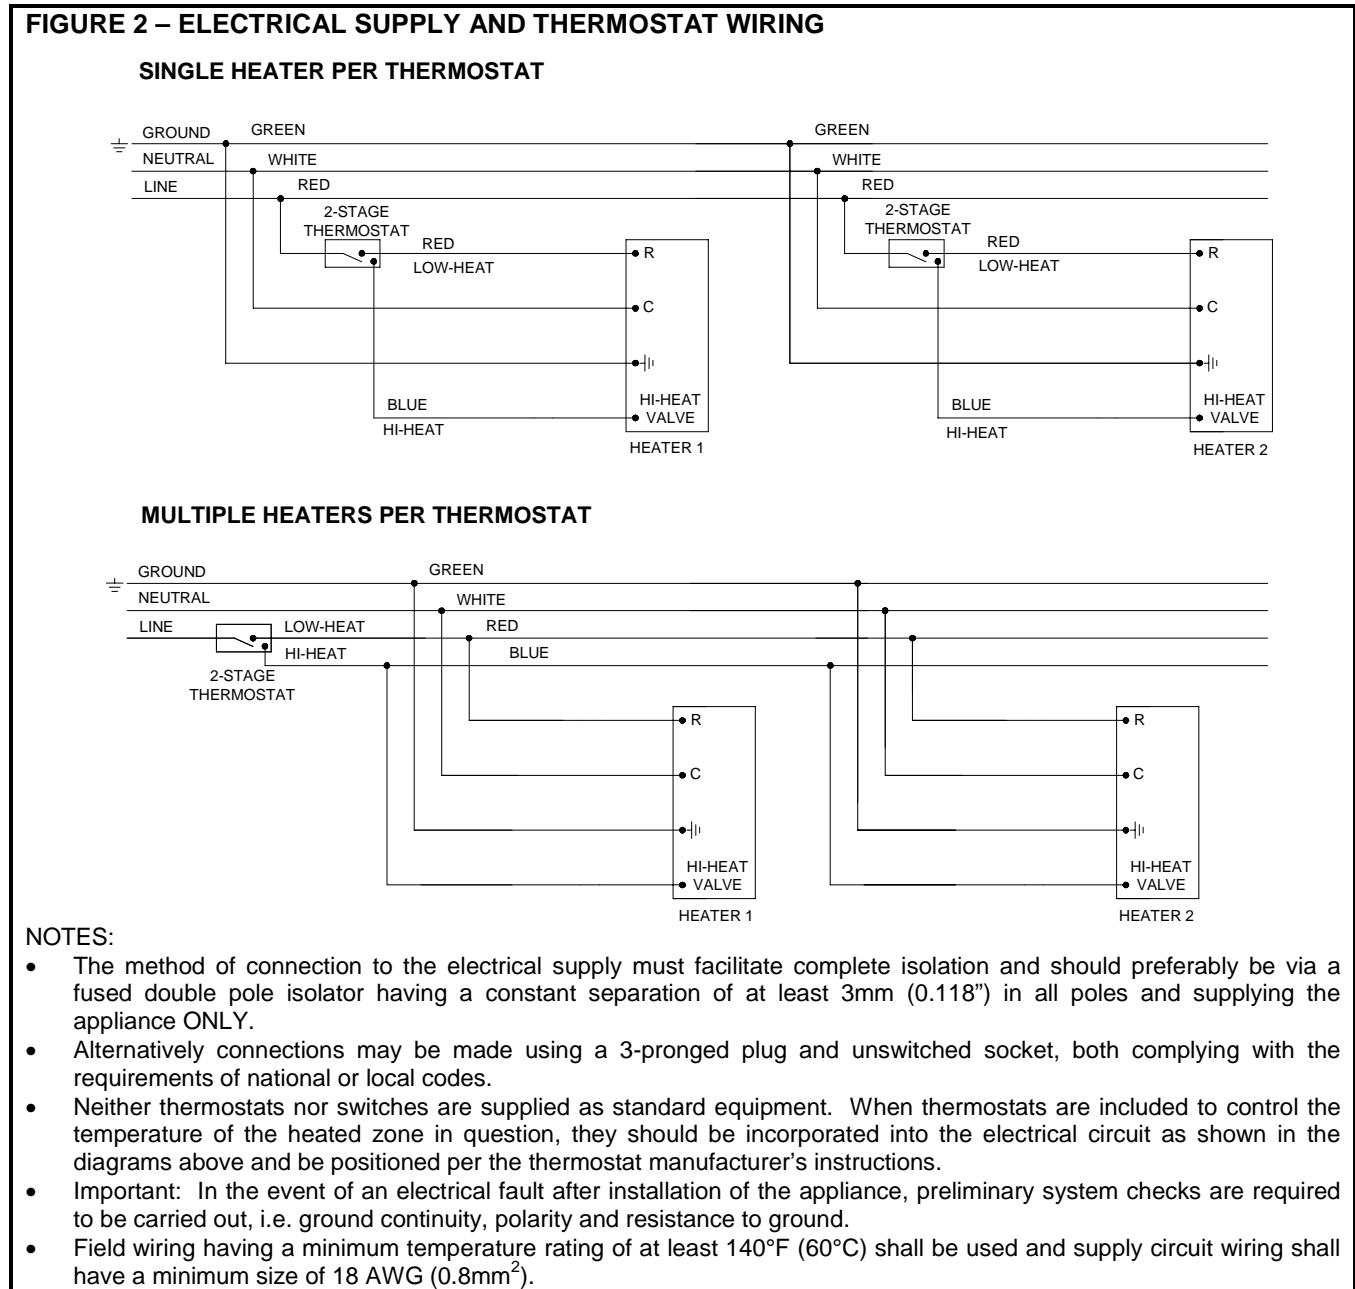 FIGURE 2 – ELECTRICAL SUPPLY AND THERMOSTAT WIRING
SINGLE HEATER PER THERMOSTAT
GROUND GREEN GREEN
NEUTRAL WHITE WHITE
LINE RED RED
2-STAGE 2-STAGE
THERMOSTAT THERMOSTAT
RED R RED R
LOW-HEAT LOW-HEAT
C C
HI-HEAT HI-HEAT
BLUE VALVE BLUE VALVE
HI-HEAT HI-HEAT
HEATER 1 HEATER 2
MULTIPLE HEATERS PER THERMOSTAT
GROUND GREEN
NEUTRAL WHITE
LINE LOW-HEAT RED
HI-HEAT BLUE
2-STAGE
THERMOSTAT
R R
C C
HI-HEAT HI-HEAT
VALVE VALVE
HEATER 1 HEATER 2
NOTES:
• The method of connection to the electrical supply must facilitate complete isolation and should preferably be via a
fused double pole isolator having a constant separation of at least 3mm (0.118”) in all poles and supplying the
appliance ONLY.
• Alternatively connections may be made using a 3-pronged plug and unswitched socket, both complying with the
requirements of national or local codes.
• Neither thermostats nor switches are supplied as standard equipment. When thermostats are included to control the
temperature of the heated zone in question, they should be incorporated into the electrical circuit as shown in the
diagrams above and be positioned per the thermostat manufacturer’s instructions.
• Important: In the event of an electrical fault after installation of the appliance, preliminary system checks are required
to be carried out, i.e. ground continuity, polarity and resistance to ground.
• Field wiring having a minimum temperature rating of at least 140°F (60°C) shall be used and supply circuit wiring shall
have a minimum size of 18 AWG (0.8mm²).